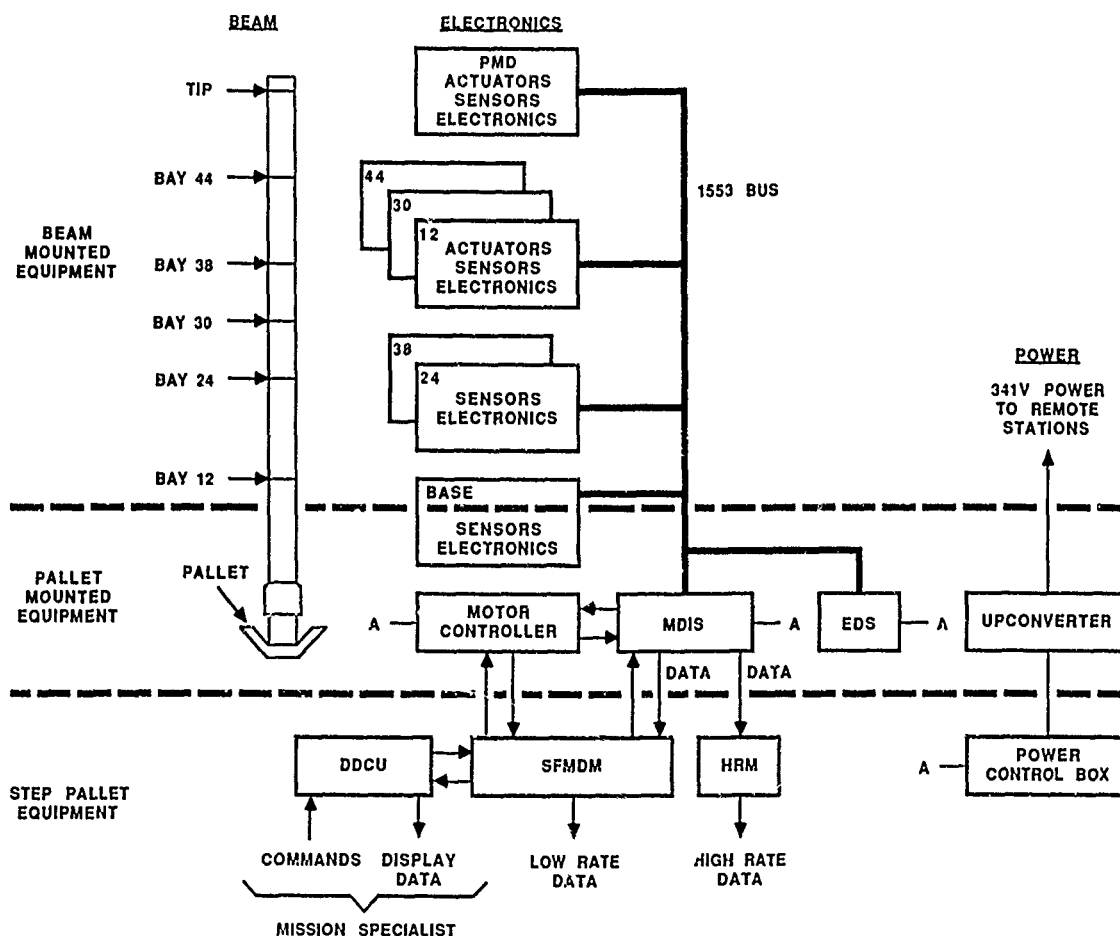 BEAM
ELECTRONICS
TIP
BAY 44
BAY 38
BAY 30
BAY 24
BAY 12
PMD
ACTUATORS
SENSORS
ELECTRONICS
44
30
12
ACTUATORS
SENSORS
ELECTRONICS
38
24
SENSORS
ELECTRONICS
BASE
SENSORS
ELECTRONICS
1553 BUS
BEAM
MOUNTED
EQUIPMENT
POWER
341V POWER
TO REMOTE
STATIONS
PALLET
MOUNTED
EQUIPMENT
PALLET
A
MOTOR
CONTROLLER
MDIS
A
EDS
A
UPCONVERTER
DATA
DATA
STEP PALLET
EQUIPMENT
DDCU
SFMDM
HRM
A
POWER
CONTROL BOX
COMMANDS
DISPLAY
DATA
LOW RATE
DATA
HIGH RATE
DATA
MISSION SPECIALIST